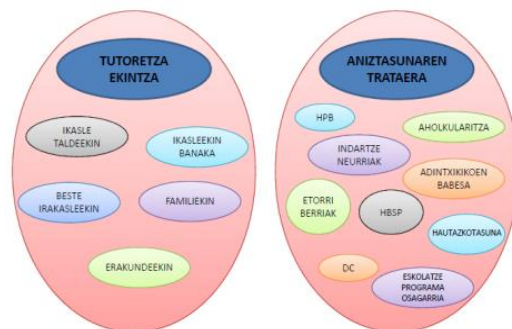 TUTORETZA
EKINTZA
IKASLE
TALDEEKIN
IKASLEEKIN
BANAKA
BESTE
IRAKASLEEKIN
FAMILIEKIN
ERAKUNDEEKIN
ANIZTASUNAREN
TRATAERA
HPB
AHOLKULARITZA
INDARTZE
NEURRIAK
ADINTXIKIKOEN
BABESA
ETORRI
BERRIAK
HBSP
HAUTAZKOTASUNA
DC
ESKOLATZE
PROGRAMA
OSAGARRIA